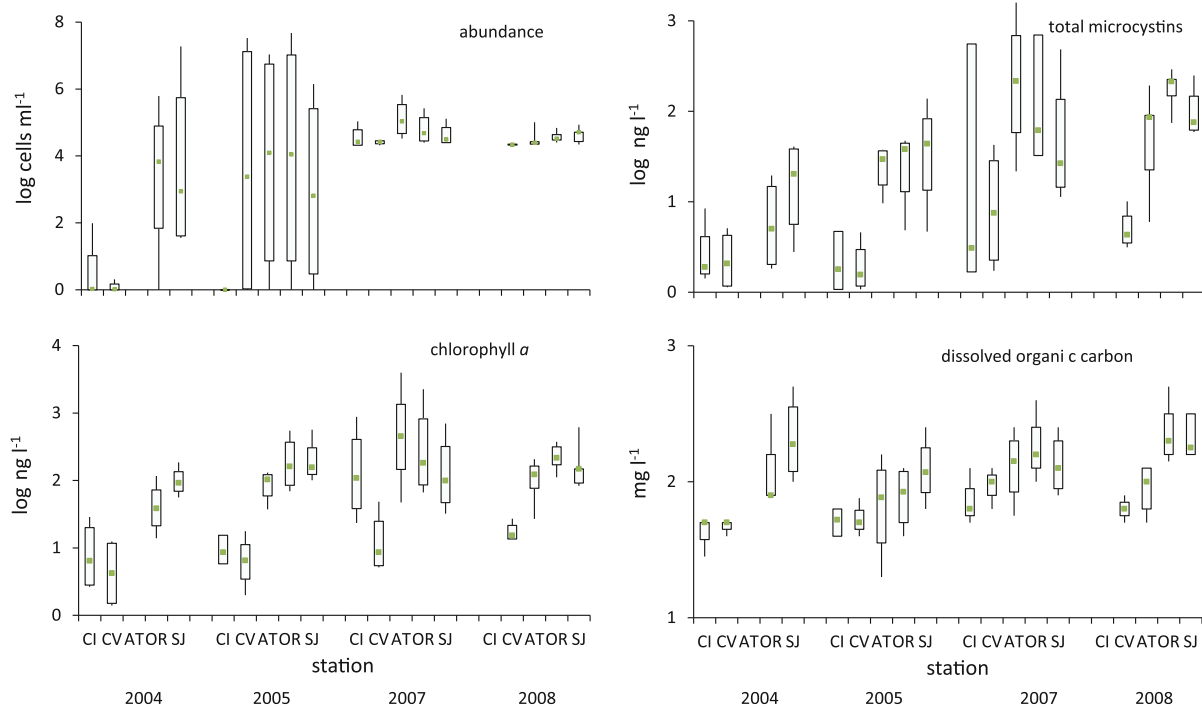 abundance
8
6
4
2
0
log cells ml-1
total microcystins
3
2
1
0
log ng l-1
chlorophyll a
4
3
2
1
0
log ng l-1
CI CV AT OR SJ CI CV AT OR SJ CI CV AT OR SJ CI CV AT OR SJ
station
2004 2005 2007 2008
dissolved organi c carbon
3
2
1
mg l-1
CI CV AT OR SJ CI CV AT OR SJ CI CV AT OR SJ CI CV AT OR SJ
station
2004 2005 2007 2008